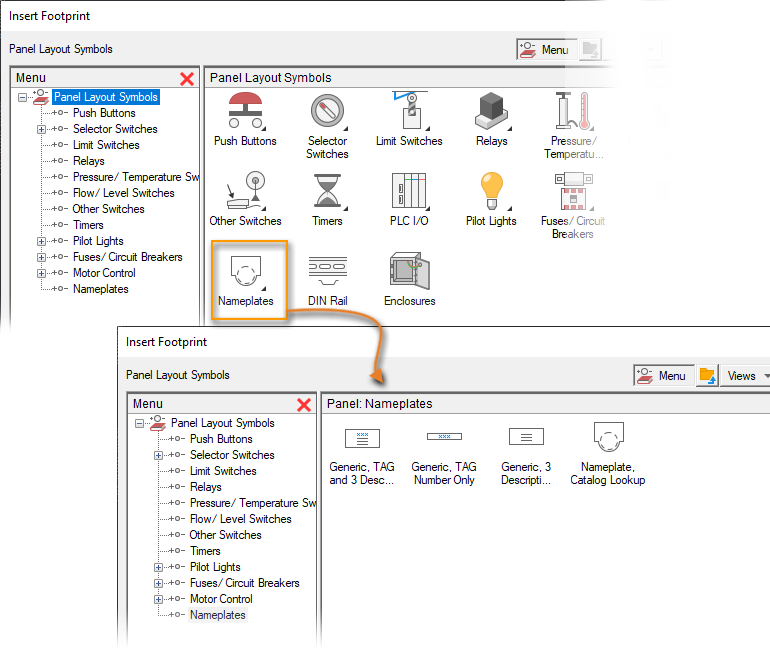 Insert Footprint
Panel Layout Symbols
Menu
Menu
Panel Layout Symbols
Push Buttons
Selector Switches
Limit Switches
Relays
Pressure/ Temperature Sw
Flow/ Level Switches
Other Switches
Timers
Pilot Lights
Fuses/ Circuit Breakers
Motor Control
Nameplates
Panel Layout Symbols
Push Buttons
Selector
Switches
Limit Switches
Relays
Pressure/
Temperatu...
Other Switches
Timers
PLC I/O
Pilot Lights
Fuses/ Circuit
Breakers
Nameplates
DIN Rail
Enclosures
Insert Footprint
Panel Layout Symbols
Menu
Views
Menu
Panel Layout Symbols
Push Buttons
Selector Switches
Limit Switches
Relays
Pressure/ Temperature Sw
Flow/ Level Switches
Other Switches
Timers
Pilot Lights
Fuses/ Circuit Breakers
Motor Control
Nameplates
Panel: Nameplates
Generic, TAG
and 3 Desc...
Generic, TAG
Number Only
Generic, 3
Descripti...
Nameplate,
Catalog Lookup